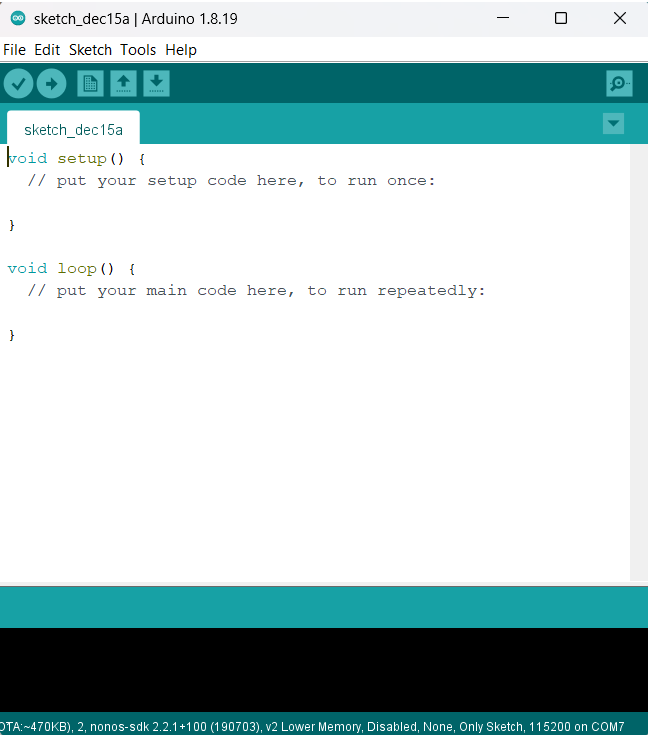 sketch_dec15a | Arduino 1.8.19
File Edit Sketch Tools Help
sketch_dec15a
void setup() {
  // put your setup code here, to run once:
}
void loop() {
  // put your main code here, to run repeatedly:
}
OTA:~470KB), 2, nonos-sdk 2.2.1+100 (190703), v2 Lower Memory, Disabled, None, Only Sketch, 115200 on COM7